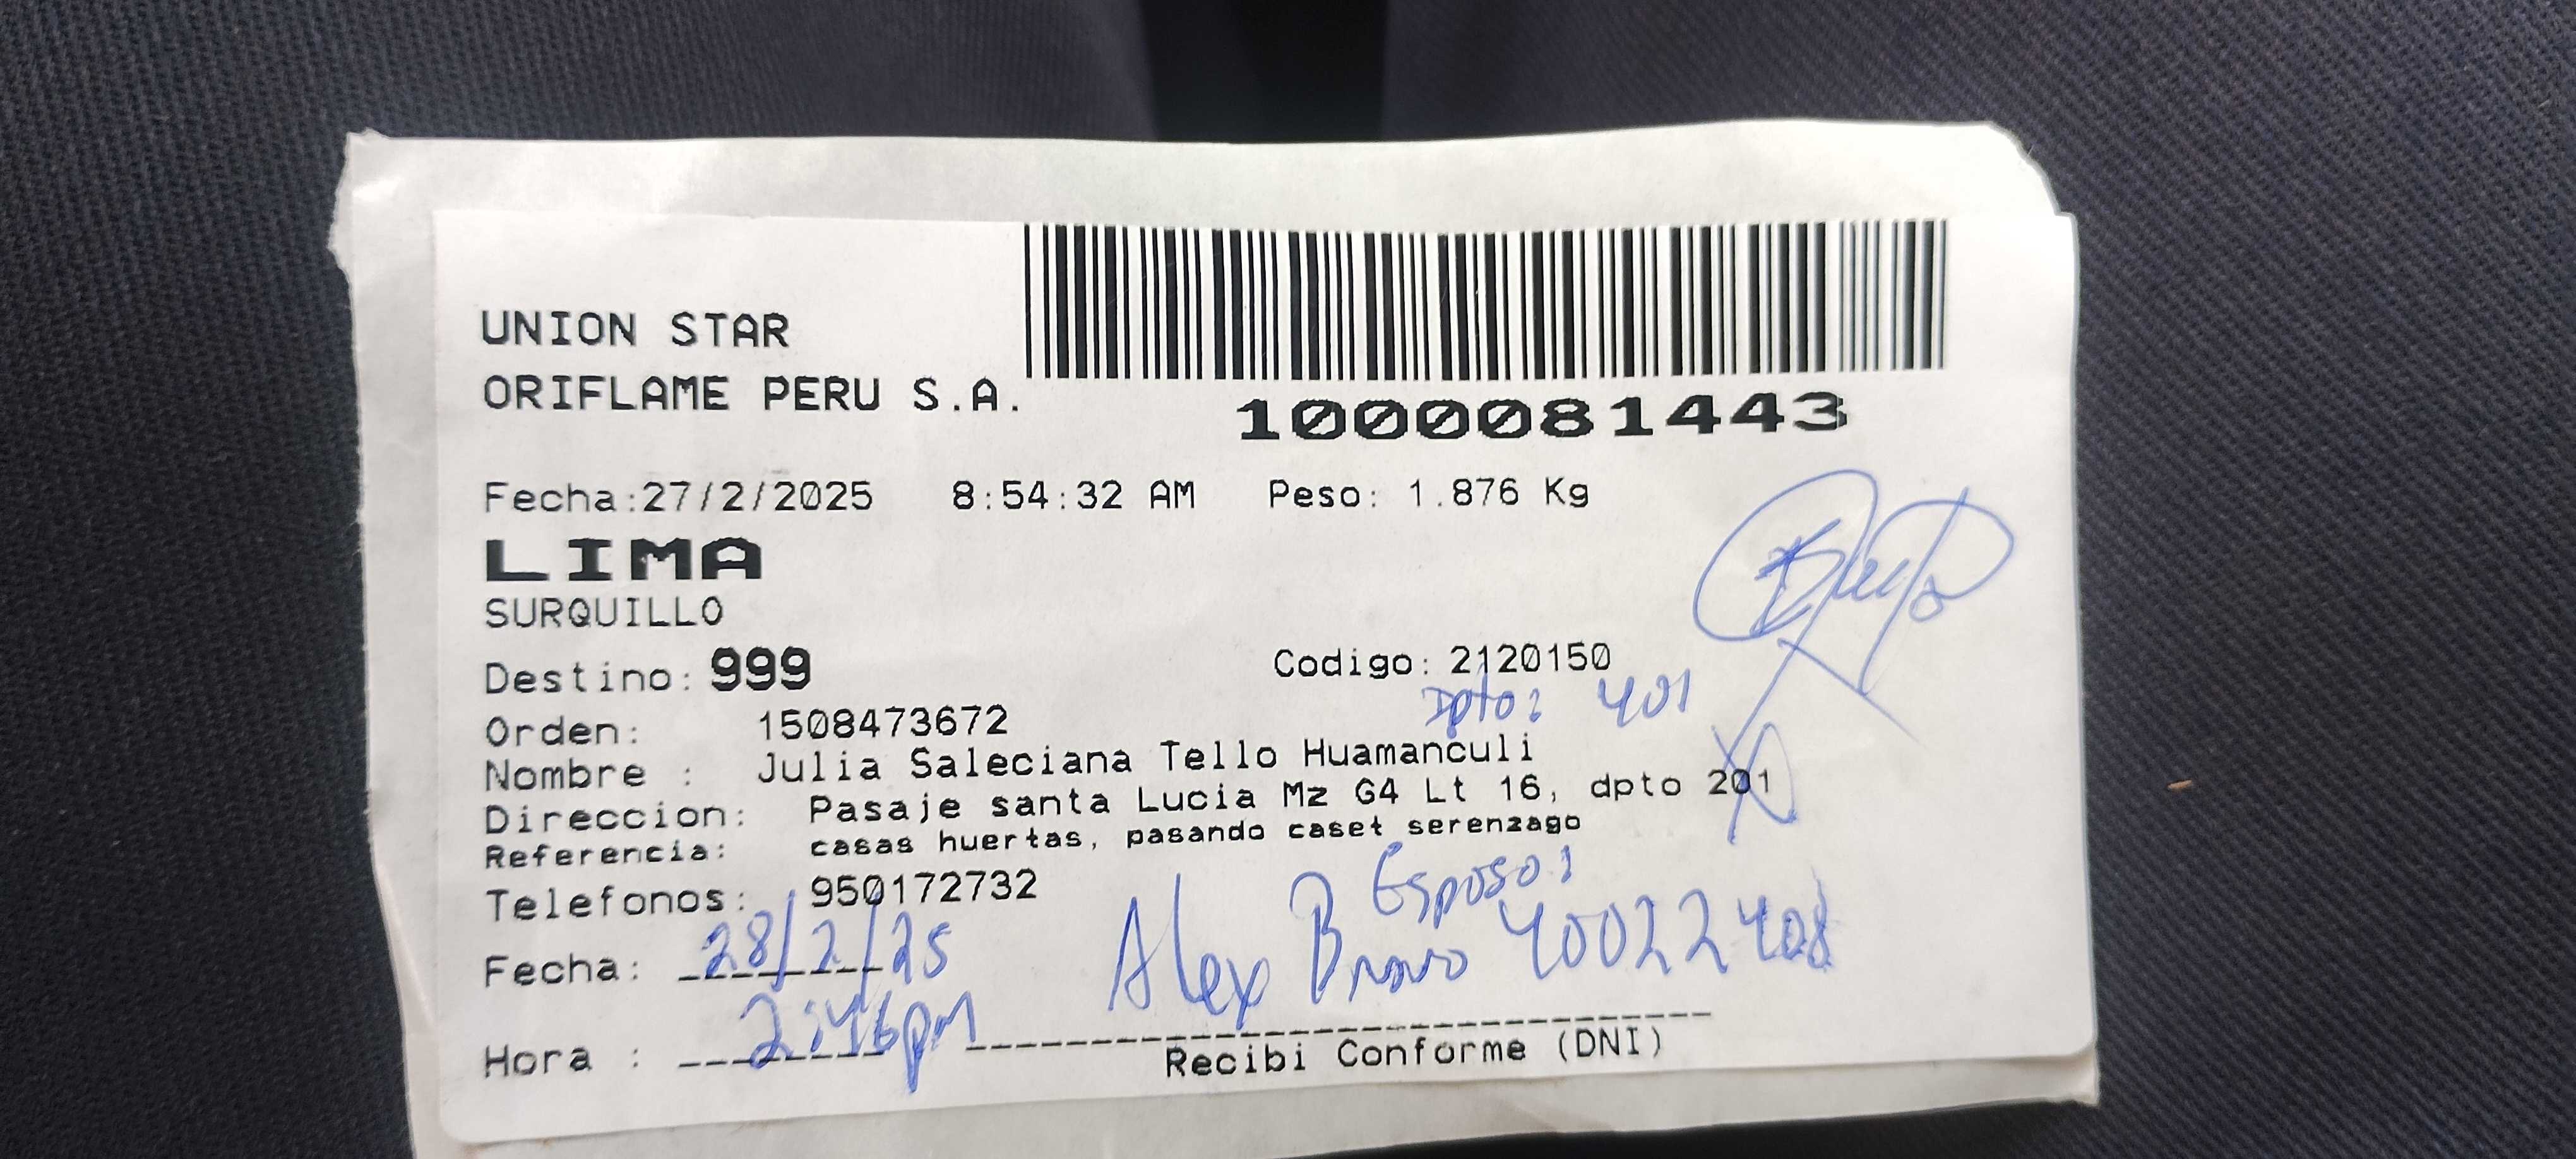 UNION STAR
ORIFLAME PERU S.A.
1000081443
Fecha:27/2/2025 8:54:32 AM Peso: 1.876 Kg
LIMA
SURQUILLO
Destino: 999 Codigo: 2120150
Dpto: 401
Orden: 1508473672
Nombre : Julia Saleciana Tello Huamanculi
Direccion: Pasaje santa Lucia Mz G4 Lt 16, dpto 201
Referencia: casas huertas, pasando caset serenzago
Telefonos: 950172732
Esposo:
Fecha: 28/2/25 Alex Bravo 40022408
Hora : 2:46pm
Recibi Conforme (DNI)